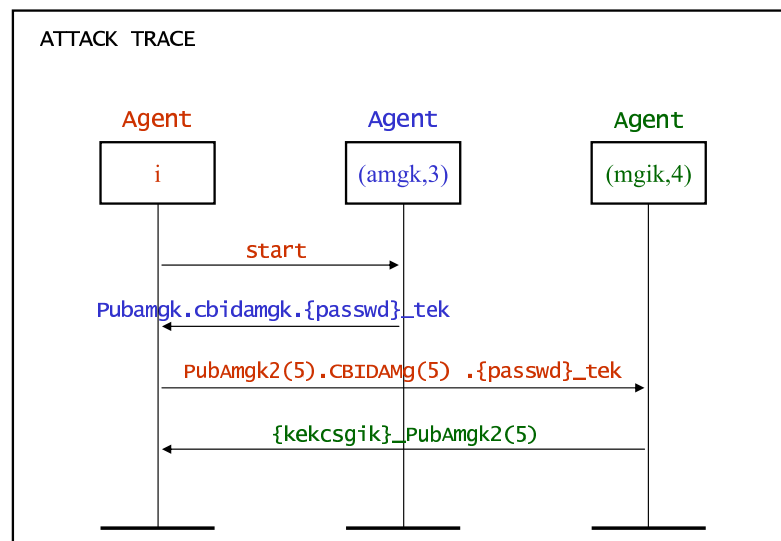 ATTACK TRACE
Agent Agent Agent
i (amgk,3) (mgik,4)
start
Pubamgk.cbidamgk.{passwd}_tek
PubAmgk2(5).CBIDAMg(5) .{passwd}_tek
{kekcsgik}_PubAmgk2(5)